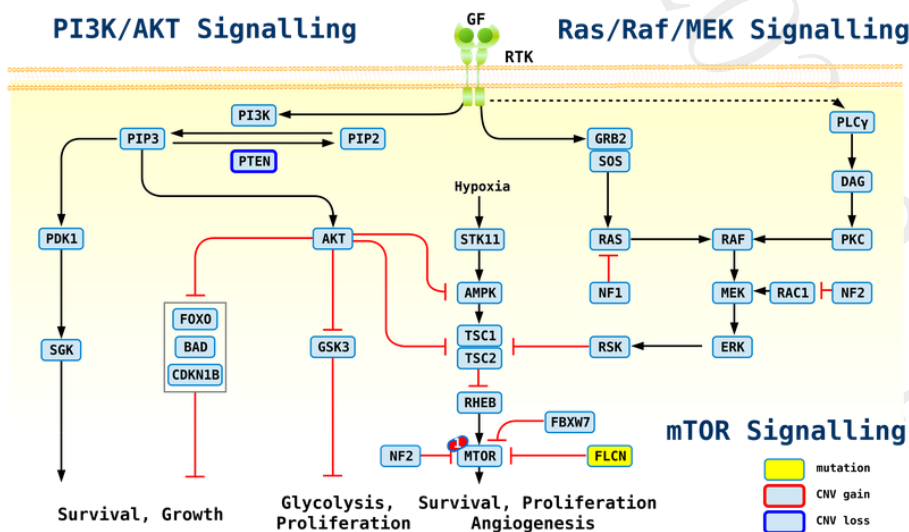 PI3K/AKT Signalling
GF
Ras/Raf/MEK Signalling
RTK
PI3K
PIP3
PIP2
PTEN
GRB2
SOS
PLCγ
DAG
Hypoxia
PDK1
AKT
STK11
RAS
RAF
PKC
AMPK
NF1
MEK
RAC1
NF2
FOXO
BAD
CDKN1B
SGK
GSK3
TSC1
TSC2
RSK
ERK
RHEB
FBXW7
NF2
1
MTOR
FLCN
mTOR Signalling
mutation
CNV gain
CNV loss
Survival, Growth
Glycolysis,
Proliferation
Survival, Proliferation
Angiogenesis